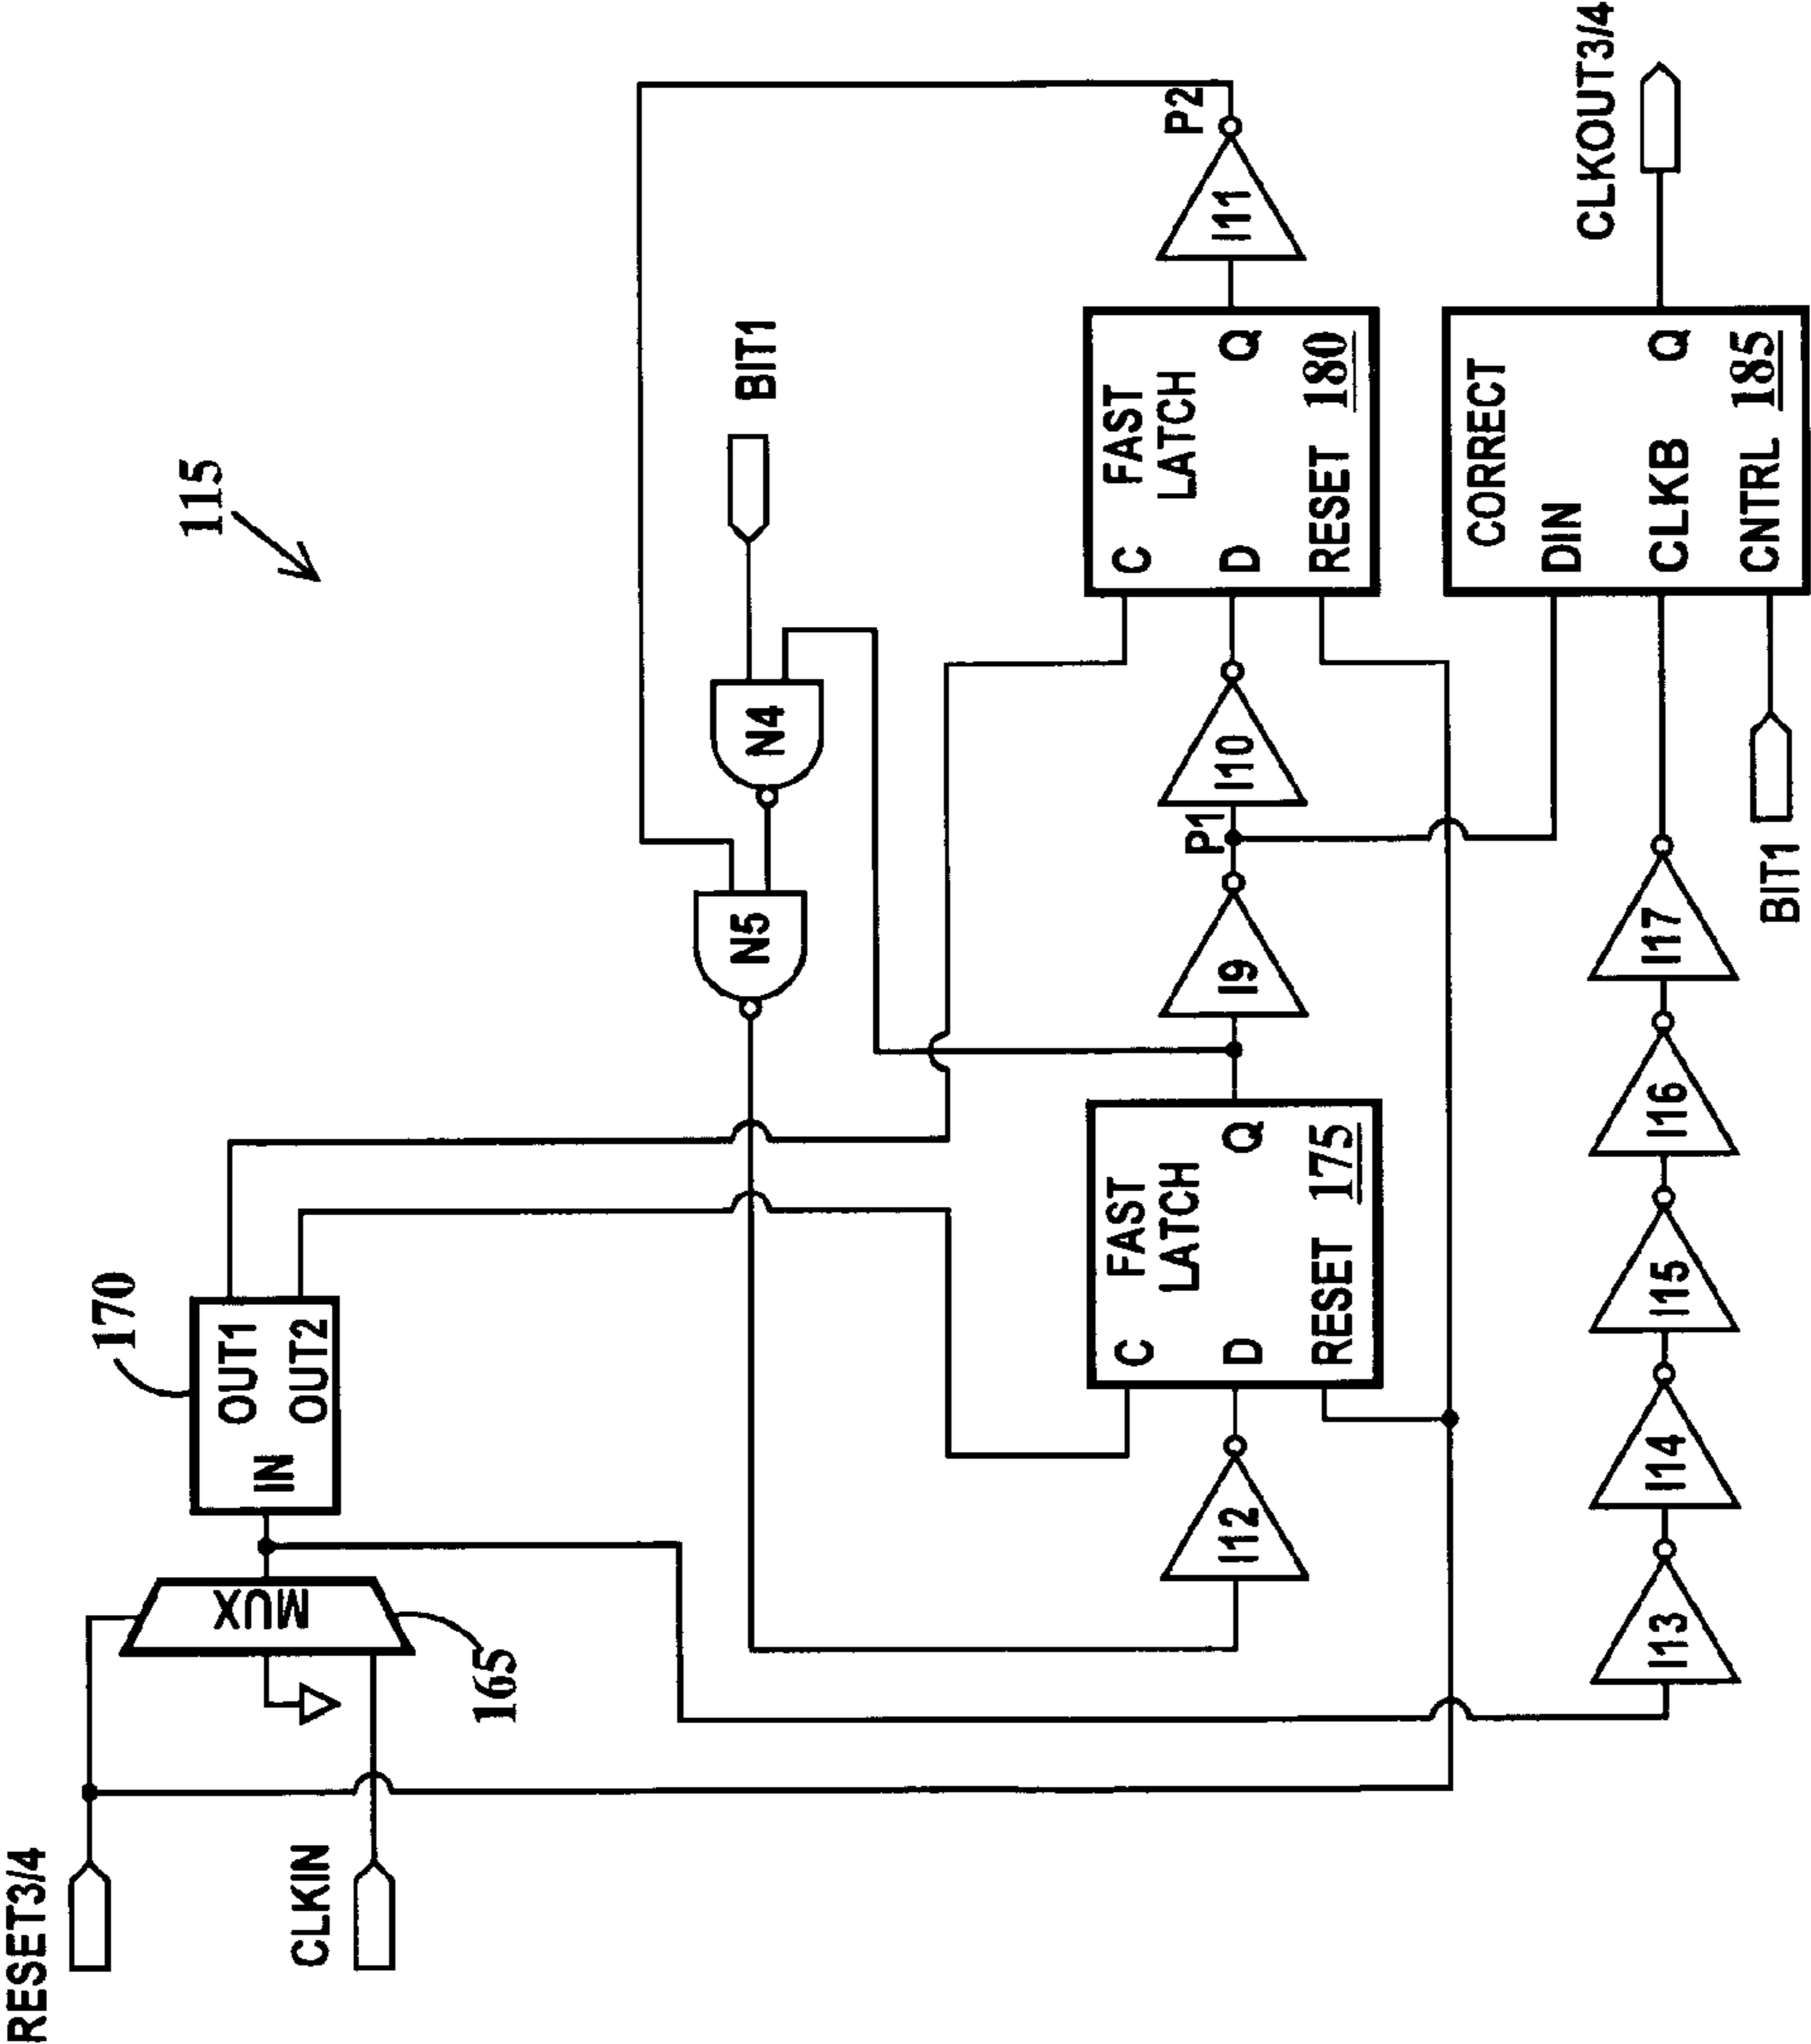 115
RESET3/4
CLKIN
MUX
165
170
IN
OUT1
OUT2
BIT1
N4
N5
I12
FAST
LATCH
C
D
Q
RESET
175
I9
P1
I10
FAST
LATCH
C
D
Q
RESET
180
I11
P2
I13
I14
I15
I16
I17
BIT1
CORRECT
DIN
CLKB
Q
CNTRL
185
CLKOUT3/4